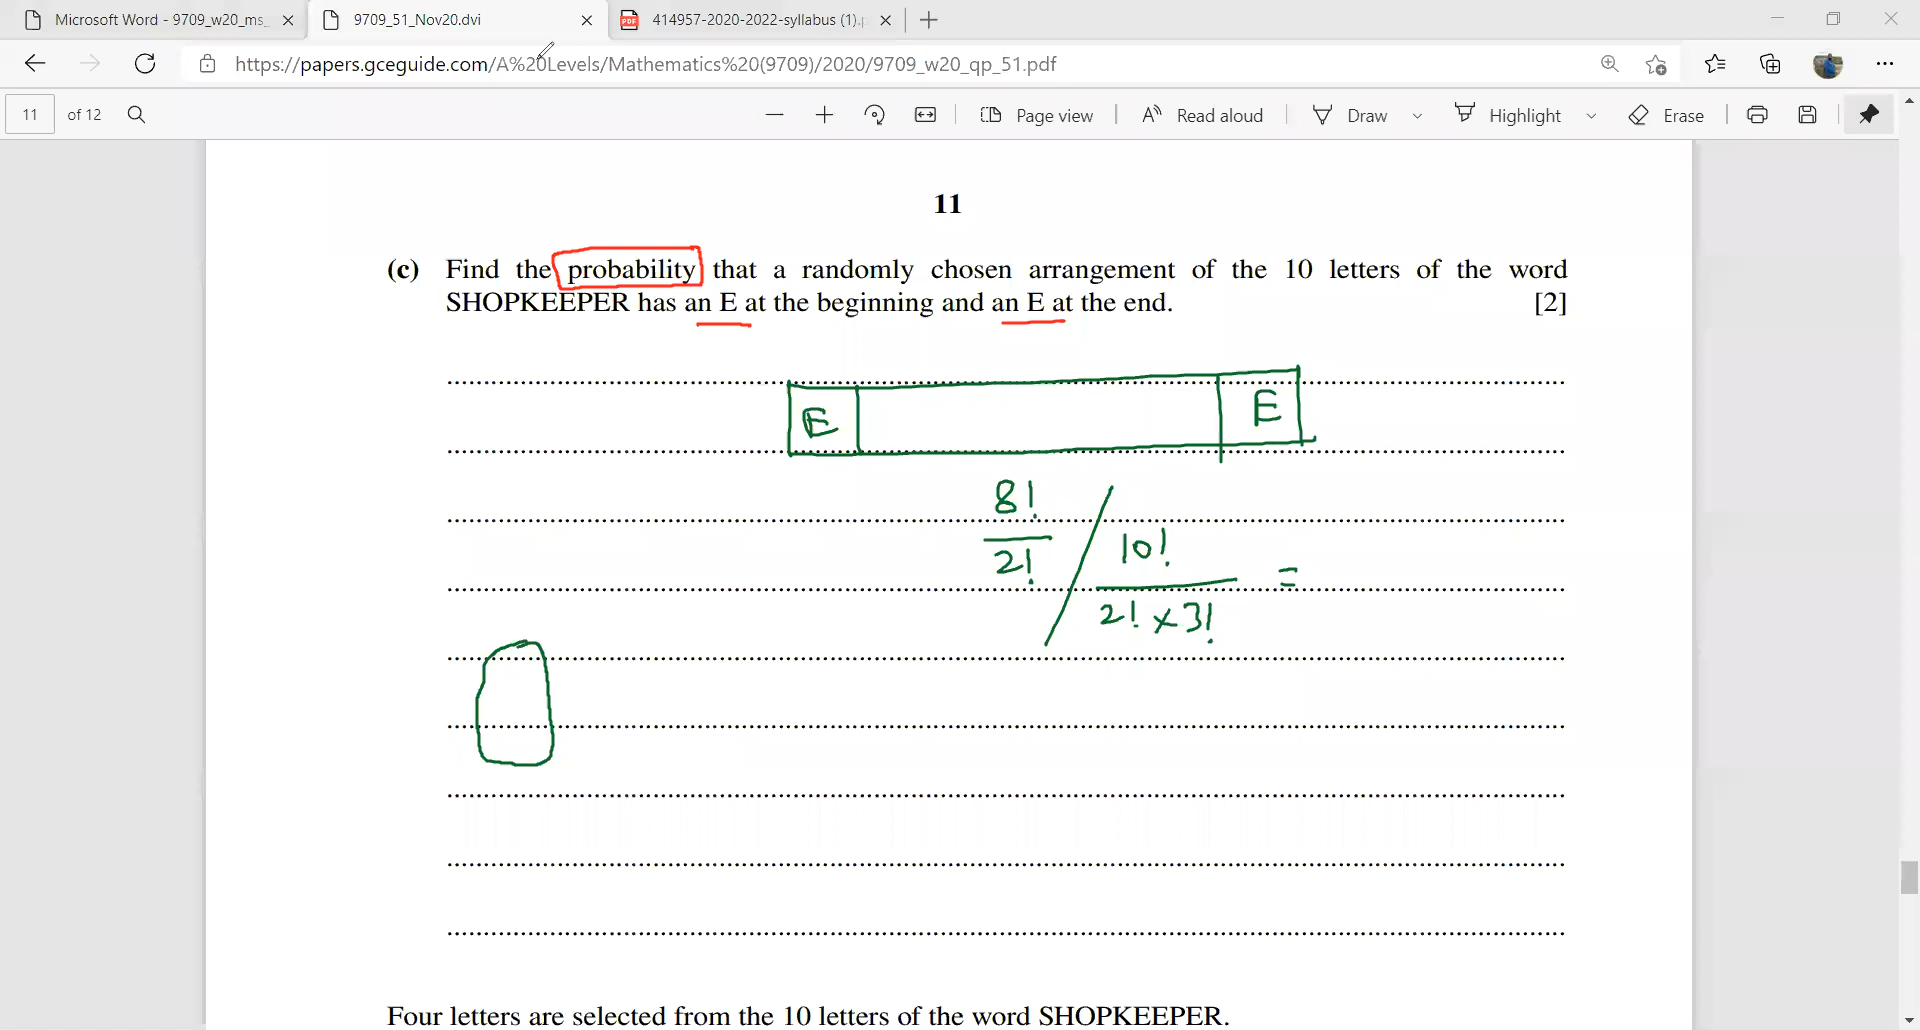 Microsoft Word - 9709_w20_ms_
9709_51_Nov20.dvi
414957-2020-2022-syllabus (1).p
https://papers.gceguide.com/A%20Levels/Mathematics%20(9709)/2020/9709_w20_qp_51.pdf
11 of 12
Page view
Read aloud
Draw
Highlight
Erase
11
(c) Find the probability that a randomly chosen arrangement of the 10 letters of the word
SHOPKEEPER has an E at the beginning and an E at the end. [2]
E E
8!
2!
/
10!
2! × 3!
=
Four letters are selected from the 10 letters of the word SHOPKEEPER.